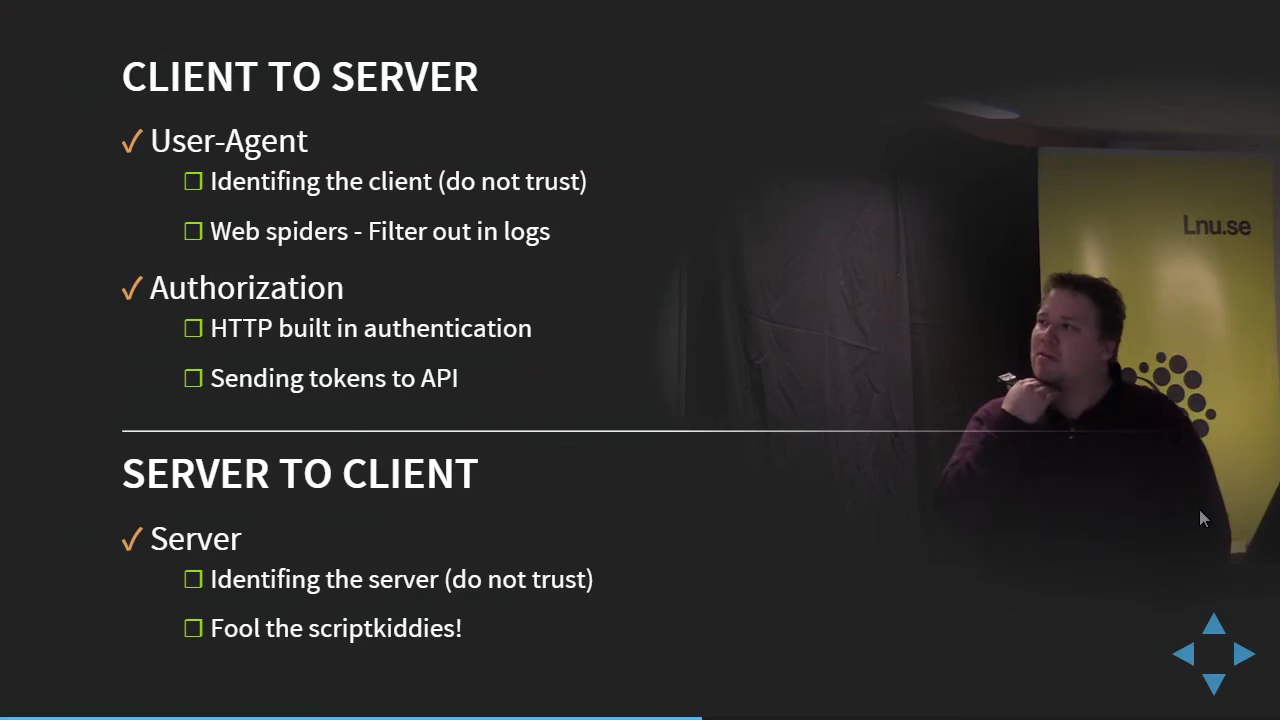 CLIENT TO SERVER
✓ User-Agent
❒ Identifing the client (do not trust)
❒ Web spiders - Filter out in logs
✓ Authorization
❒ HTTP built in authentication
❒ Sending tokens to API
SERVER TO CLIENT
✓ Server
❒ Identifing the server (do not trust)
❒ Fool the scriptkiddies!
Lnu.se